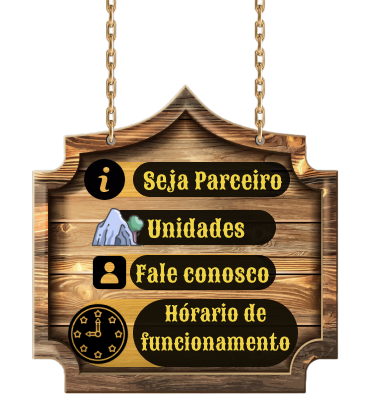 i
Seja Parceiro
Unidades
Fale conosco
Hórario de
funcionamento